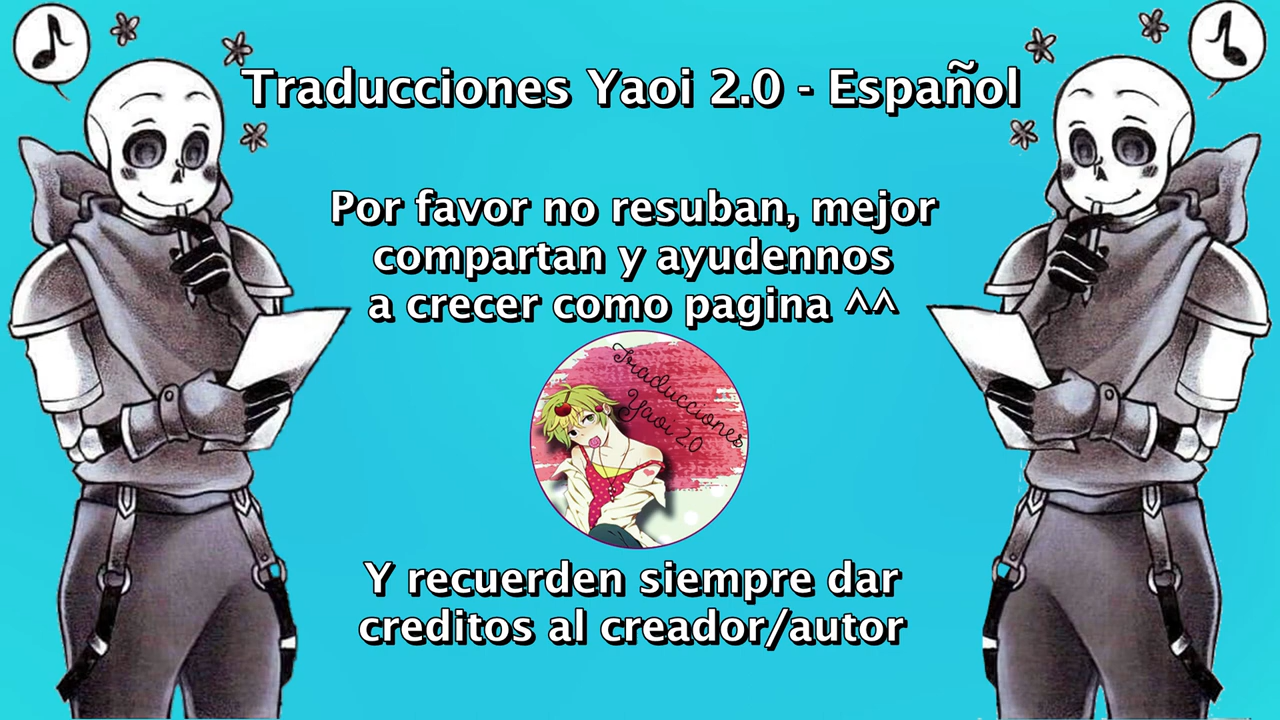 Traducciones Yaoi 2.0 - Español
Por favor no resuban, mejor
compartan y ayudennos
a crecer como pagina ^^
Traducciones
Yaoi 2.0
Y recuerden siempre dar
creditos al creador/autor